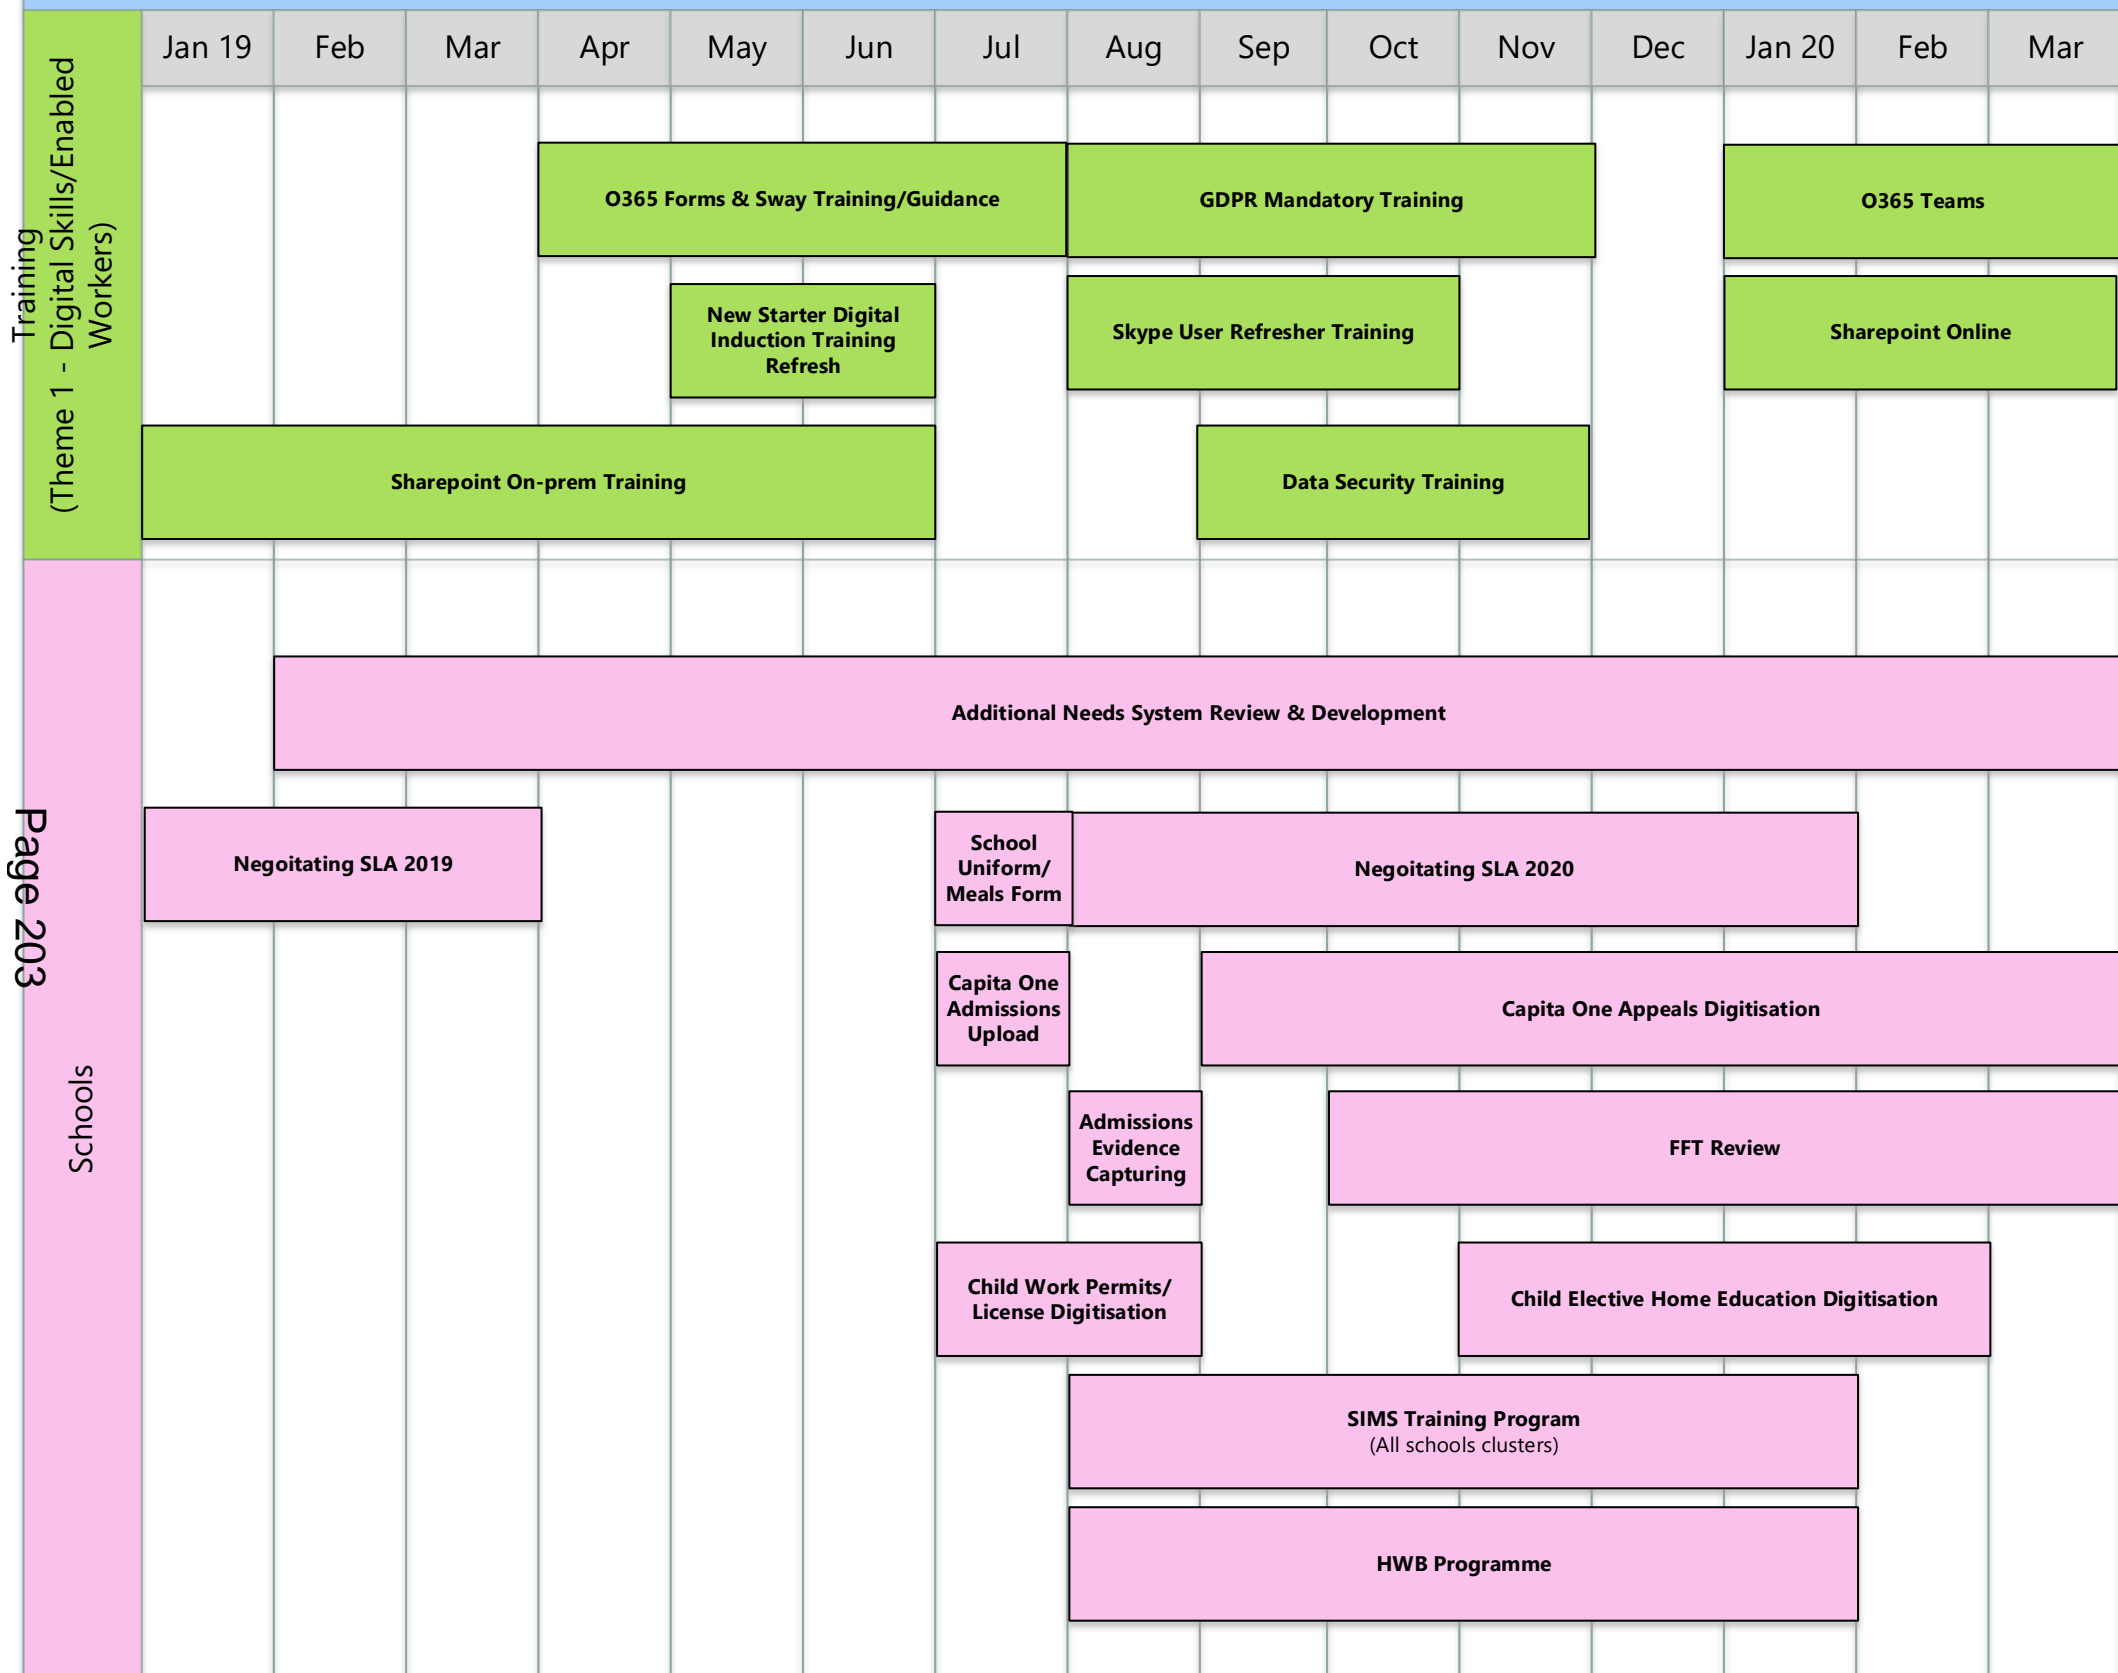 Jan 19 Feb Mar Apr May Jun Jul Aug Sep Oct Nov Dec Jan 20 Feb Mar
Training
(Theme 1 - Digital Skills/Enabled
Workers)
O365 Forms & Sway Training/Guidance
GDPR Mandatory Training
O365 Teams
New Starter Digital
Induction Training
Refresh
Skype User Refresher Training
Sharepoint Online
Sharepoint On-prem Training
Data Security Training
Page 203
Schools
Additional Needs System Review & Development
Negoitating SLA 2019
School
Uniform/
Meals Form
Negoitating SLA 2020
Capita One
Admissions
Upload
Capita One Appeals Digitisation
Admissions
Evidence
Capturing
FFT Review
Child Work Permits/
License Digitisation
Child Elective Home Education Digitisation
SIMS Training Program
(All schools clusters)
HWB Programme